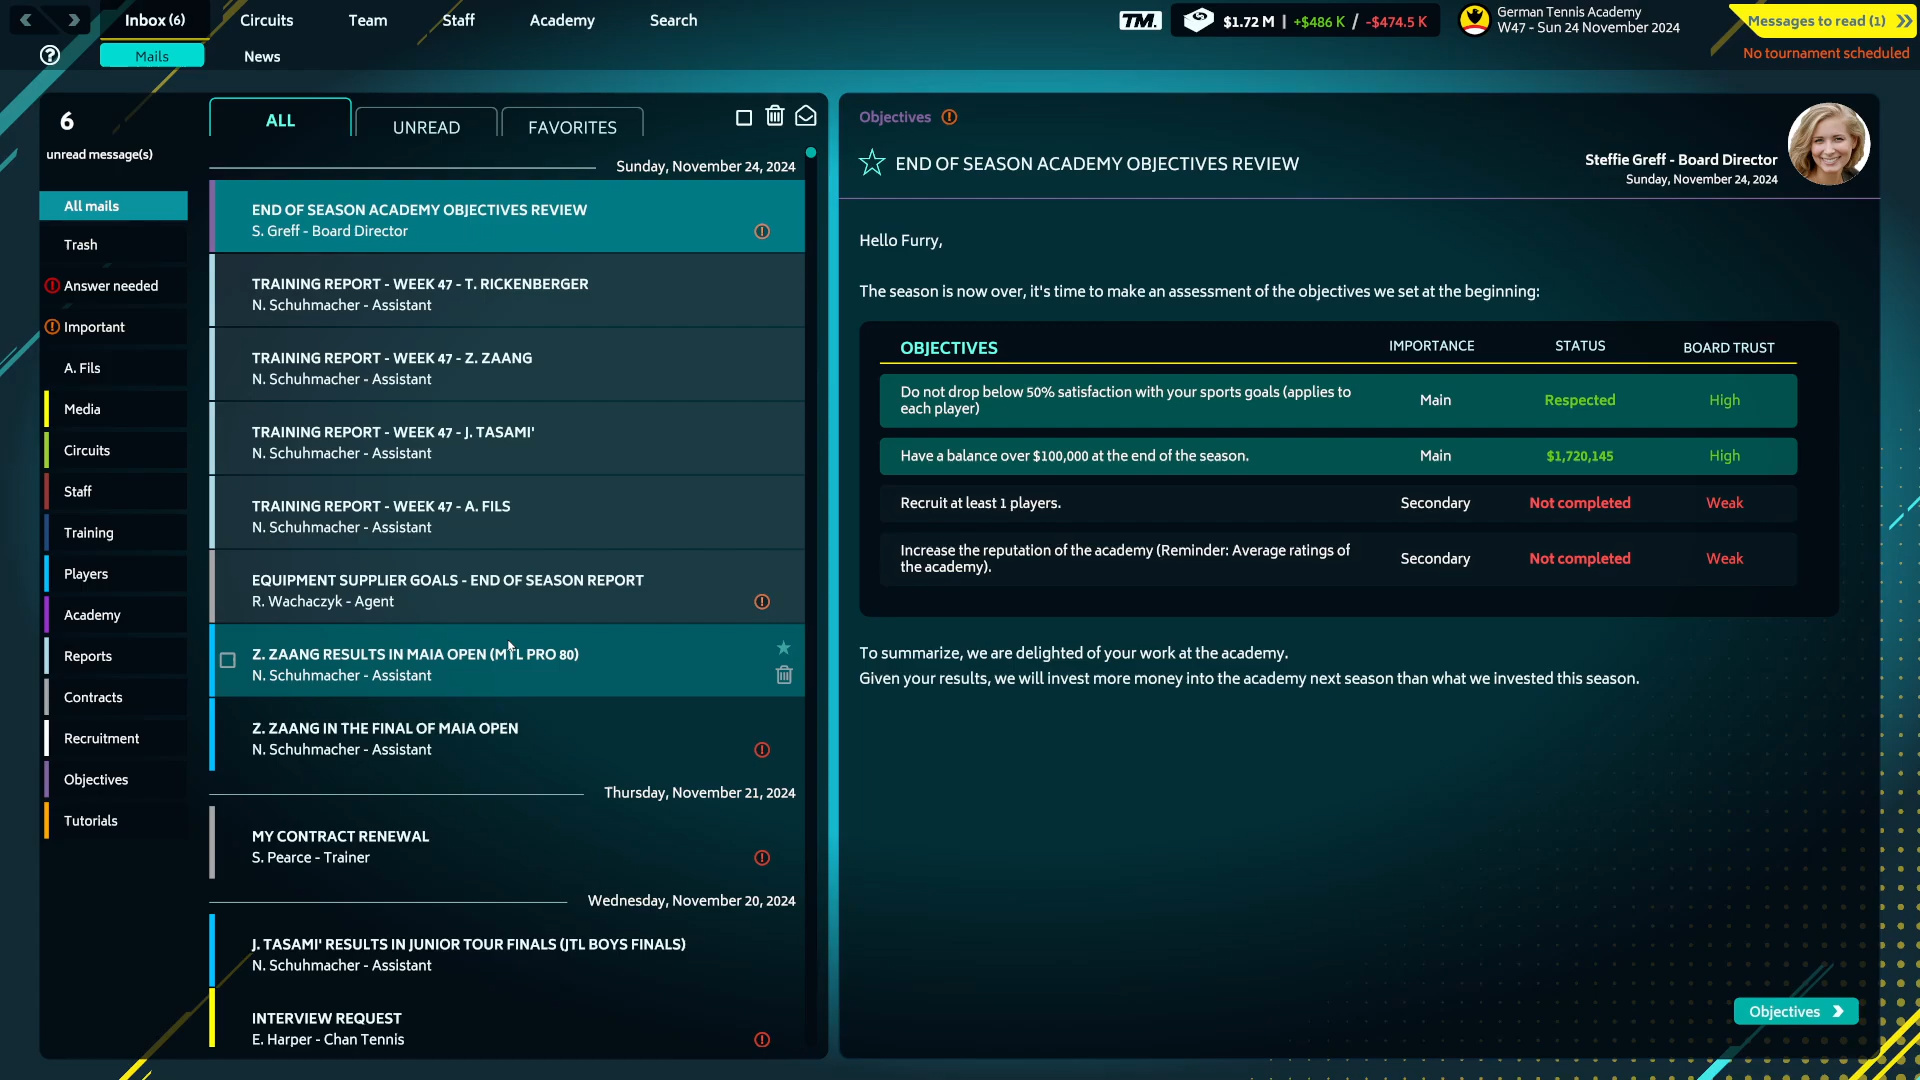 Inbox (6)
Circuits
Team
Staff
Academy
Search
TM.
$1.72 M | +$486 K / -$474.5 K
German Tennis Academy
W47 - Sun 24 November 2024
Messages to read (1)
No tournament scheduled
?
Mails
News
6
unread message(s)
All mails
Trash
Answer needed
Important
A. Fils
Media
Circuits
Staff
Training
Players
Academy
Reports
Contracts
Recruitment
Objectives
Tutorials
ALL
UNREAD
FAVORITES
Sunday, November 24, 2024
END OF SEASON ACADEMY OBJECTIVES REVIEW
S. Greff - Board Director
TRAINING REPORT - WEEK 47 - T. RICKENBERGER
N. Schuhmacher - Assistant
TRAINING REPORT - WEEK 47 - Z. ZAANG
N. Schuhmacher - Assistant
TRAINING REPORT - WEEK 47 - J. TASAMI'
N. Schuhmacher - Assistant
TRAINING REPORT - WEEK 47 - A. FILS
N. Schuhmacher - Assistant
EQUIPMENT SUPPLIER GOALS - END OF SEASON REPORT
R. Wachaczyk - Agent
Z. ZAANG RESULTS IN MAIA OPEN (MTL PRO 80)
N. Schuhmacher - Assistant
Z. ZAANG IN THE FINAL OF MAIA OPEN
N. Schuhmacher - Assistant
Thursday, November 21, 2024
MY CONTRACT RENEWAL
S. Pearce - Trainer
Wednesday, November 20, 2024
J. TASAMI' RESULTS IN JUNIOR TOUR FINALS (JTL BOYS FINALS)
N. Schuhmacher - Assistant
INTERVIEW REQUEST
E. Harper - Chan Tennis
Objectives
END OF SEASON ACADEMY OBJECTIVES REVIEW
Steffie Greff - Board Director
Sunday, November 24, 2024
Hello Furry,
The season is now over, it's time to make an assessment of the objectives we set at the beginning:
OBJECTIVES IMPORTANCE STATUS BOARD TRUST
Do not drop below 50% satisfaction with your sports goals (applies to
each player)
Main Respected High
Have a balance over $100,000 at the end of the season. Main $1,720,145 High
Recruit at least 1 players. Secondary Not completed Weak
Increase the reputation of the academy (Reminder: Average ratings of
the academy).
Secondary Not completed Weak
To summarize, we are delighted of your work at the academy.
Given your results, we will invest more money into the academy next season than what we invested this season.
Objectives